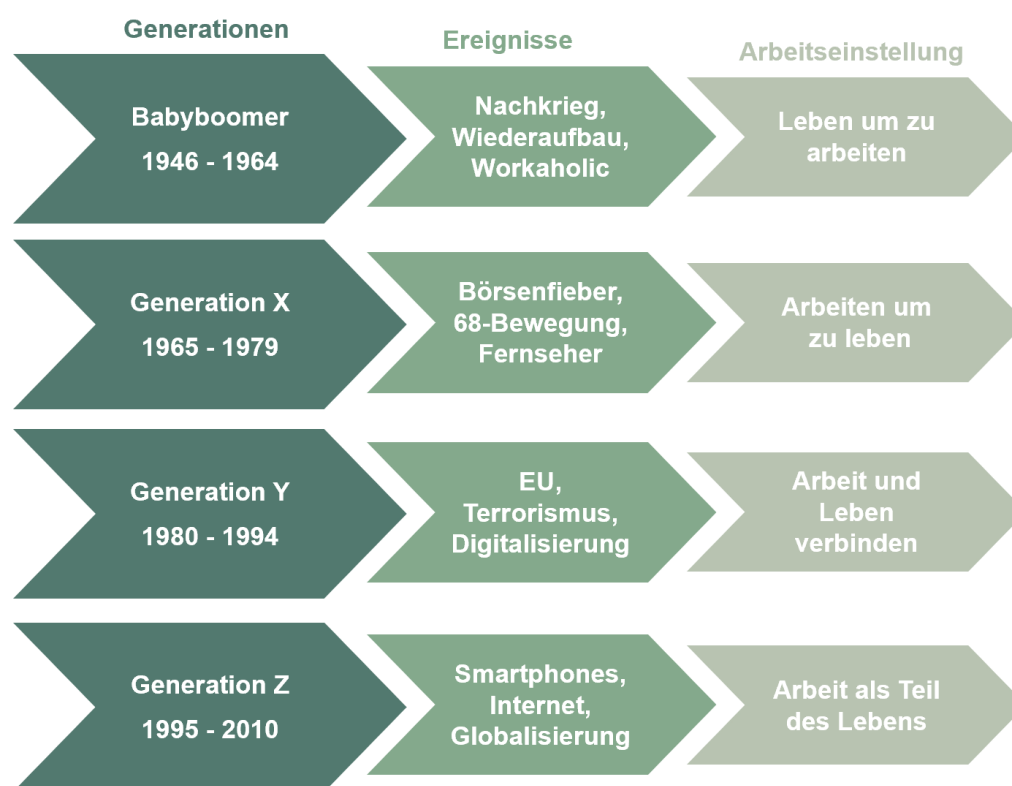 Generationen
Ereignisse
Arbeitseinstellung
Babyboomer
1946 - 1964
Nachkrieg,
Wiederaufbau,
Workaholic
Leben um zu
arbeiten
Generation X
1965 - 1979
Börsenfieber,
68-Bewegung,
Fernseher
Arbeiten um
zu leben
Generation Y
1980 - 1994
EU,
Terrorismus,
Digitalisierung
Arbeit und
Leben
verbinden
Generation Z
1995 - 2010
Smartphones,
Internet,
Globalisierung
Arbeit als Teil
des Lebens